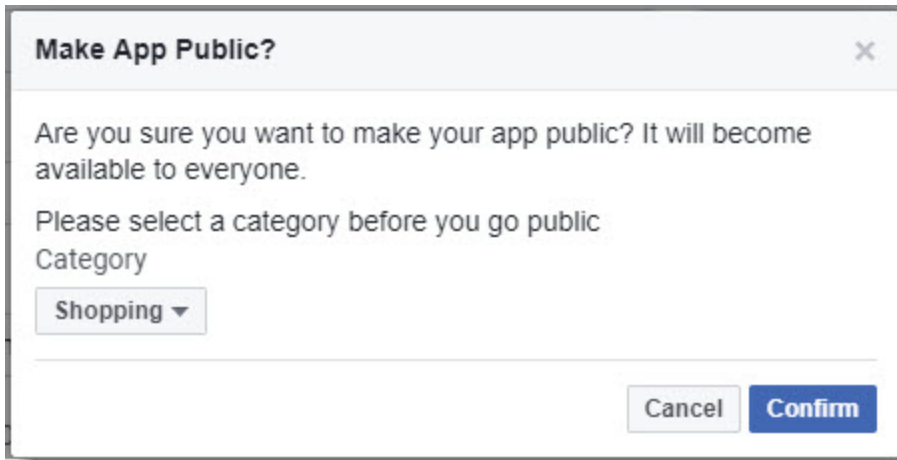 Make App Public?
Are you sure you want to make your app public? It will become
available to everyone.
Please select a category before you go public
Category
Shopping
Cancel Confirm